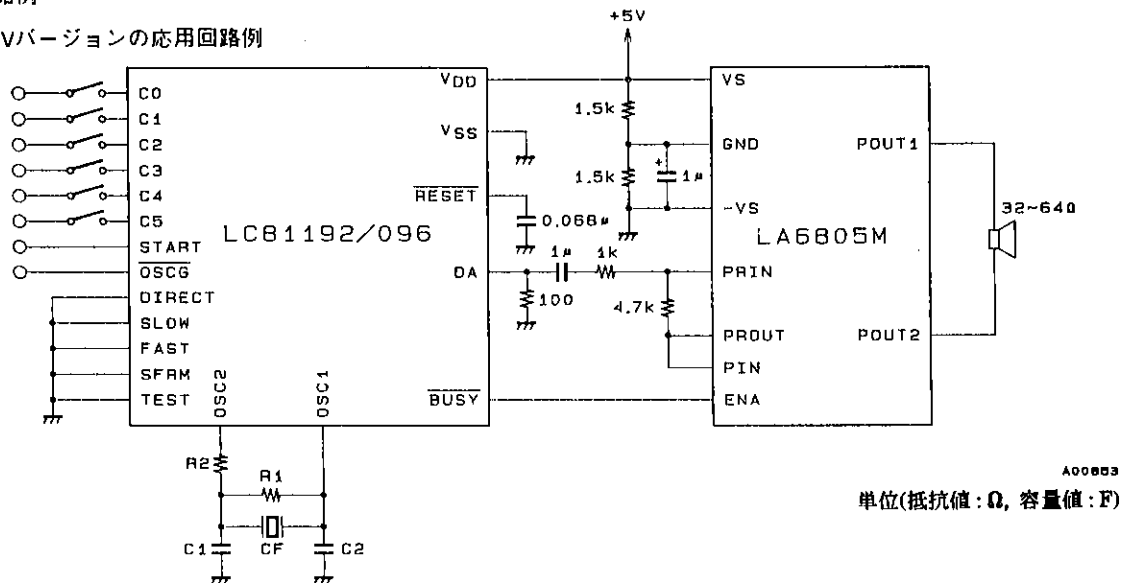 Vバージョンの応用回路例
+5V
C0
C1
C2
C3
C4
C5
START
OSCG
DIRECT
SLOW
FAST
SFRM
TEST
OSC2
OSC1
LC81192/096
VDD
VSS
RESET
DA
BUSY
1.5k
1.5k
1μ
0.068μ
1μ
1k
100
4.7k
VS
GND
-VS
PRIN
PROUT
PIN
ENA
LA6805M
POUT1
POUT2
32~64Ω
R2
R1
C1
CF
C2
A00853
単位(抵抗値:Ω, 容量値:F)